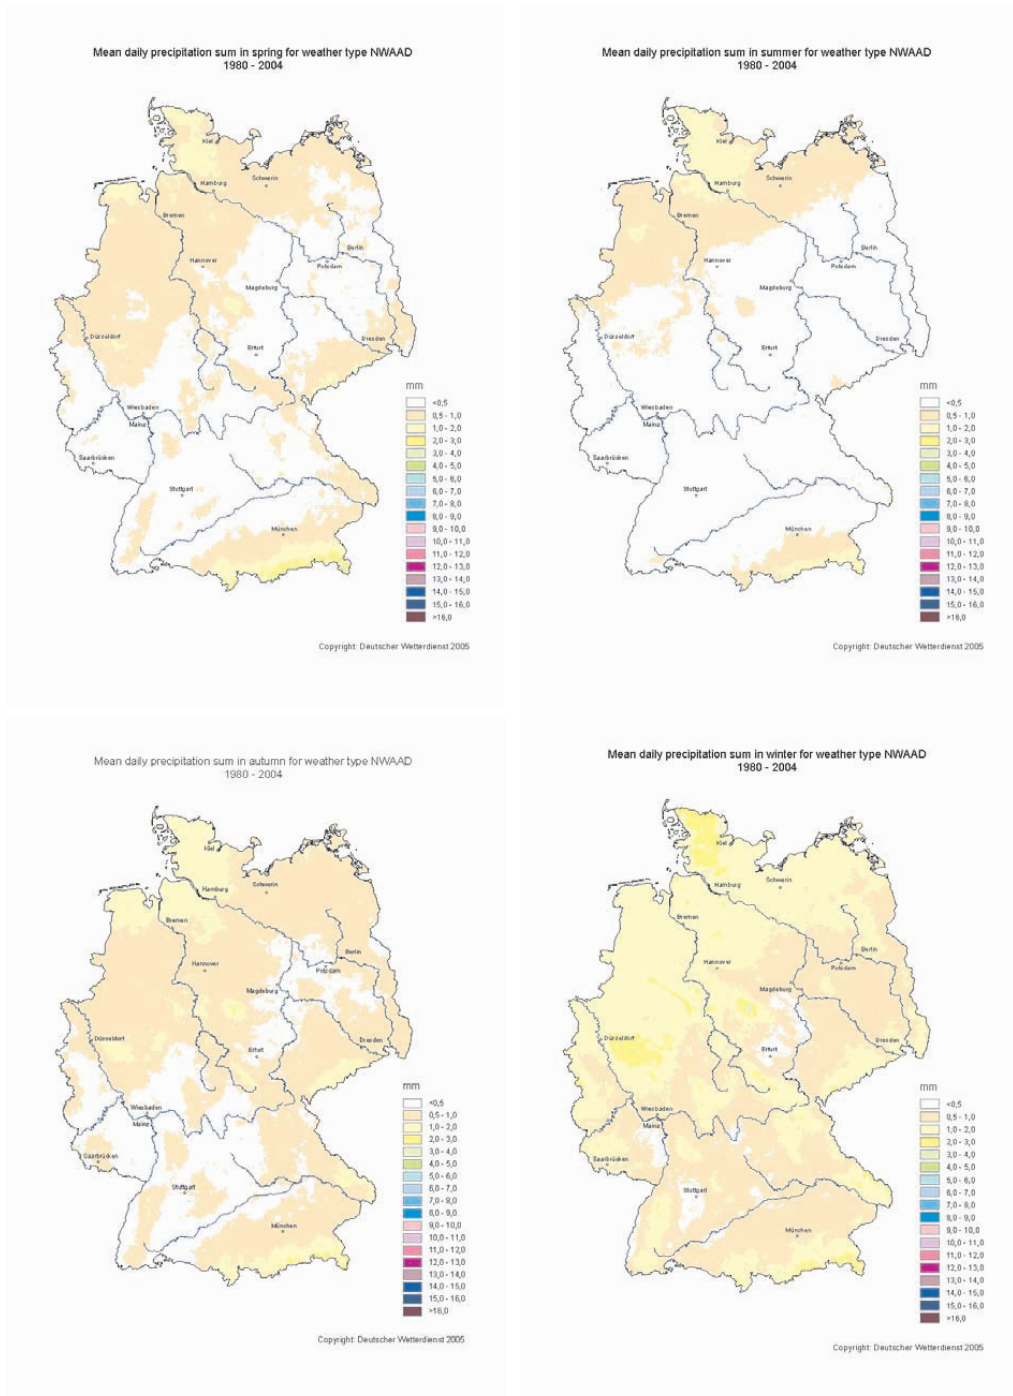 Mean daily precipitation sum in spring for weather type NWAAD
1980 - 2004
Kiel
Hamburg
Schwerin
Bremen
Hannover
Berlin
Potsdam
Magdeburg
Düsseldorf
Erfurt
Dresden
Wiesbaden
Mainz
Saarbrücken
Stuttgart
München
mm
<0,5
0,5 - 1,0
1,0 - 2,0
2,0 - 3,0
3,0 - 4,0
4,0 - 5,0
5,0 - 6,0
6,0 - 7,0
7,0 - 8,0
8,0 - 9,0
9,0 - 10,0
10,0 - 11,0
11,0 - 12,0
12,0 - 13,0
13,0 - 14,0
14,0 - 15,0
15,0 - 16,0
>16,0
Copyright: Deutscher Wetterdienst 2005
Mean daily precipitation sum in summer for weather type NWAAD
1980 - 2004
Kiel
Hamburg
Schwerin
Bremen
Hannover
Berlin
Potsdam
Magdeburg
Düsseldorf
Erfurt
Dresden
Wiesbaden
Mainz
Saarbrücken
Stuttgart
München
mm
<0,5
0,5 - 1,0
1,0 - 2,0
2,0 - 3,0
3,0 - 4,0
4,0 - 5,0
5,0 - 6,0
6,0 - 7,0
7,0 - 8,0
8,0 - 9,0
9,0 - 10,0
10,0 - 11,0
11,0 - 12,0
12,0 - 13,0
13,0 - 14,0
14,0 - 15,0
15,0 - 16,0
>16,0
Copyright: Deutscher Wetterdienst 2005
Mean daily precipitation sum in autumn for weather type NWAAD
1980 - 2004
Kiel
Hamburg
Schwerin
Bremen
Hannover
Berlin
Potsdam
Magdeburg
Düsseldorf
Erfurt
Dresden
Wiesbaden
Mainz
Saarbrücken
Stuttgart
München
mm
<0,5
0,5 - 1,0
1,0 - 2,0
2,0 - 3,0
3,0 - 4,0
4,0 - 5,0
5,0 - 6,0
6,0 - 7,0
7,0 - 8,0
8,0 - 9,0
9,0 - 10,0
10,0 - 11,0
11,0 - 12,0
12,0 - 13,0
13,0 - 14,0
14,0 - 15,0
15,0 - 16,0
>16,0
Copyright: Deutscher Wetterdienst 2005
Mean daily precipitation sum in winter for weather type NWAAD
1980 - 2004
Kiel
Hamburg
Schwerin
Bremen
Hannover
Berlin
Potsdam
Magdeburg
Düsseldorf
Erfurt
Dresden
Wiesbaden
Mainz
Saarbrücken
Stuttgart
München
mm
<0,5
0,5 - 1,0
1,0 - 2,0
2,0 - 3,0
3,0 - 4,0
4,0 - 5,0
5,0 - 6,0
6,0 - 7,0
7,0 - 8,0
8,0 - 9,0
9,0 - 10,0
10,0 - 11,0
11,0 - 12,0
12,0 - 13,0
13,0 - 14,0
14,0 - 15,0
15,0 - 16,0
>16,0
Copyright: Deutscher Wetterdienst 2005